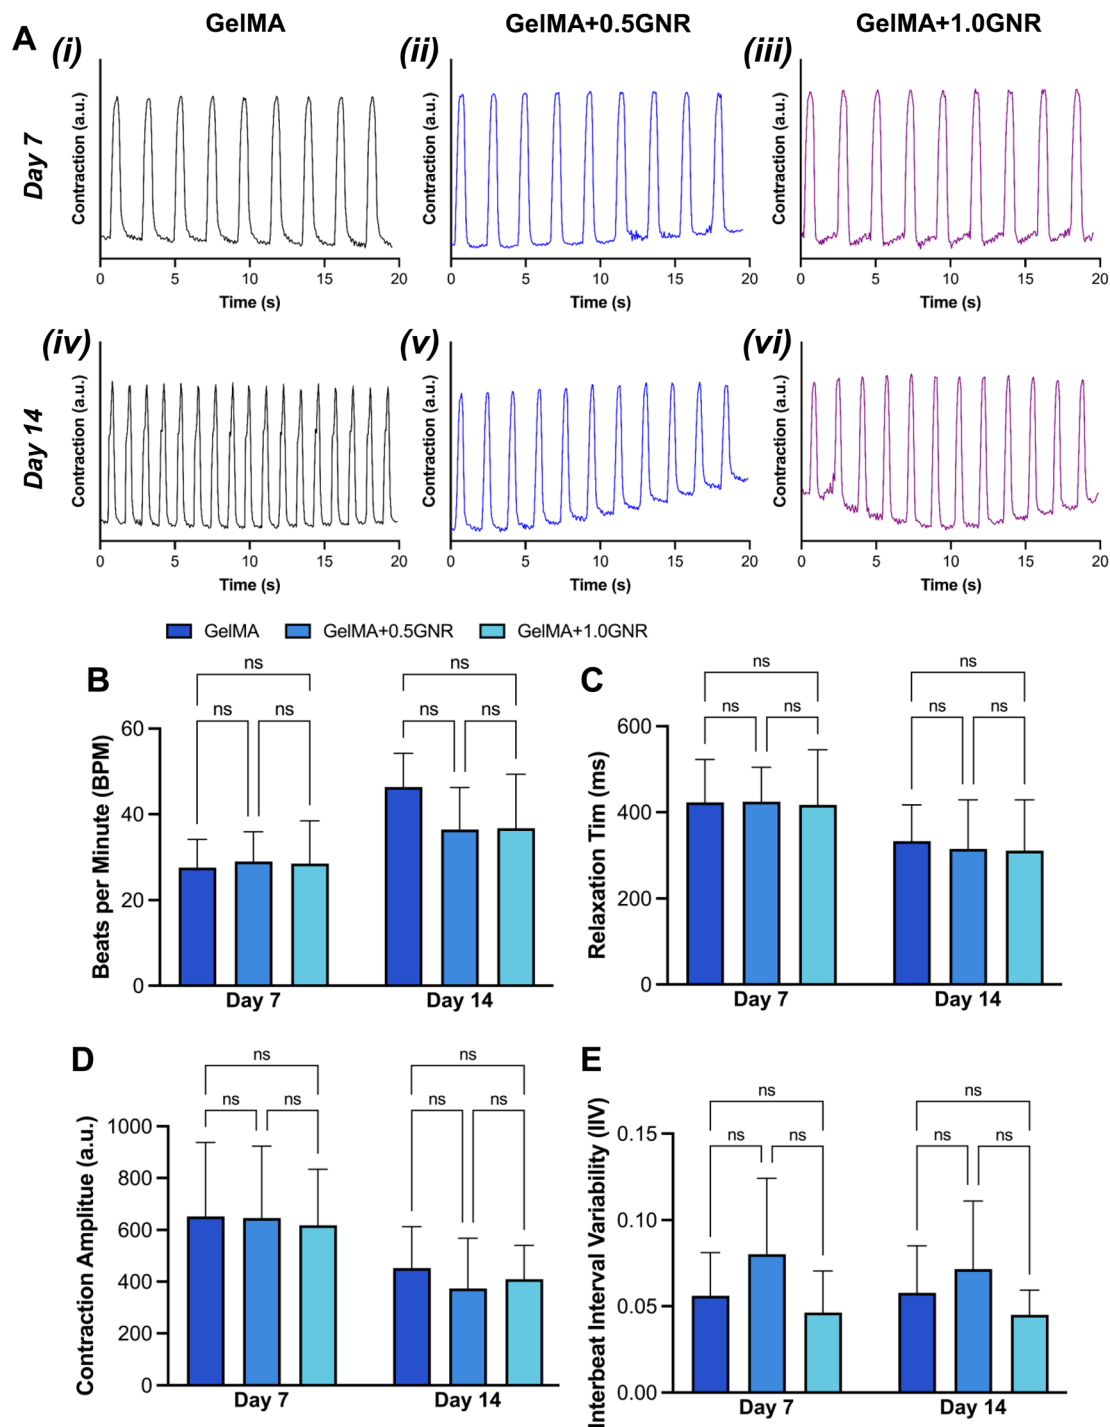 A
GelMA
GelMA+0.5GNR
GelMA+1.0GNR
(i)
(ii)
(iii)
Day 7
Contraction (a.u.)
Contraction (a.u.)
Contraction (a.u.)
0 5 10 15 20
0 5 10 15 20
0 5 10 15 20
Time (s)
Time (s)
Time (s)
(iv)
(v)
(vi)
Day 14
Contraction (a.u.)
Contraction (a.u.)
Contraction (a.u.)
0 5 10 15 20
0 5 10 15 20
0 5 10 15 20
Time (s)
Time (s)
Time (s)
GelMA GelMA+0.5GNR GelMA+1.0GNR
B
Beats per Minute (BPM)
60
40
20
0
ns
ns ns
ns
ns ns
Day 7 Day 14
C
Relaxation Tim (ms)
600
400
200
0
ns
ns ns
ns
ns ns
Day 7 Day 14
D
Contraction Amplitue (a.u.)
1000
800
600
400
200
0
ns
ns ns
ns
ns ns
Day 7 Day 14
E
Interbeat Interval Variability (IIV)
0.15
0.10
0.05
0.00
ns
ns ns
ns
ns ns
Day 7 Day 14